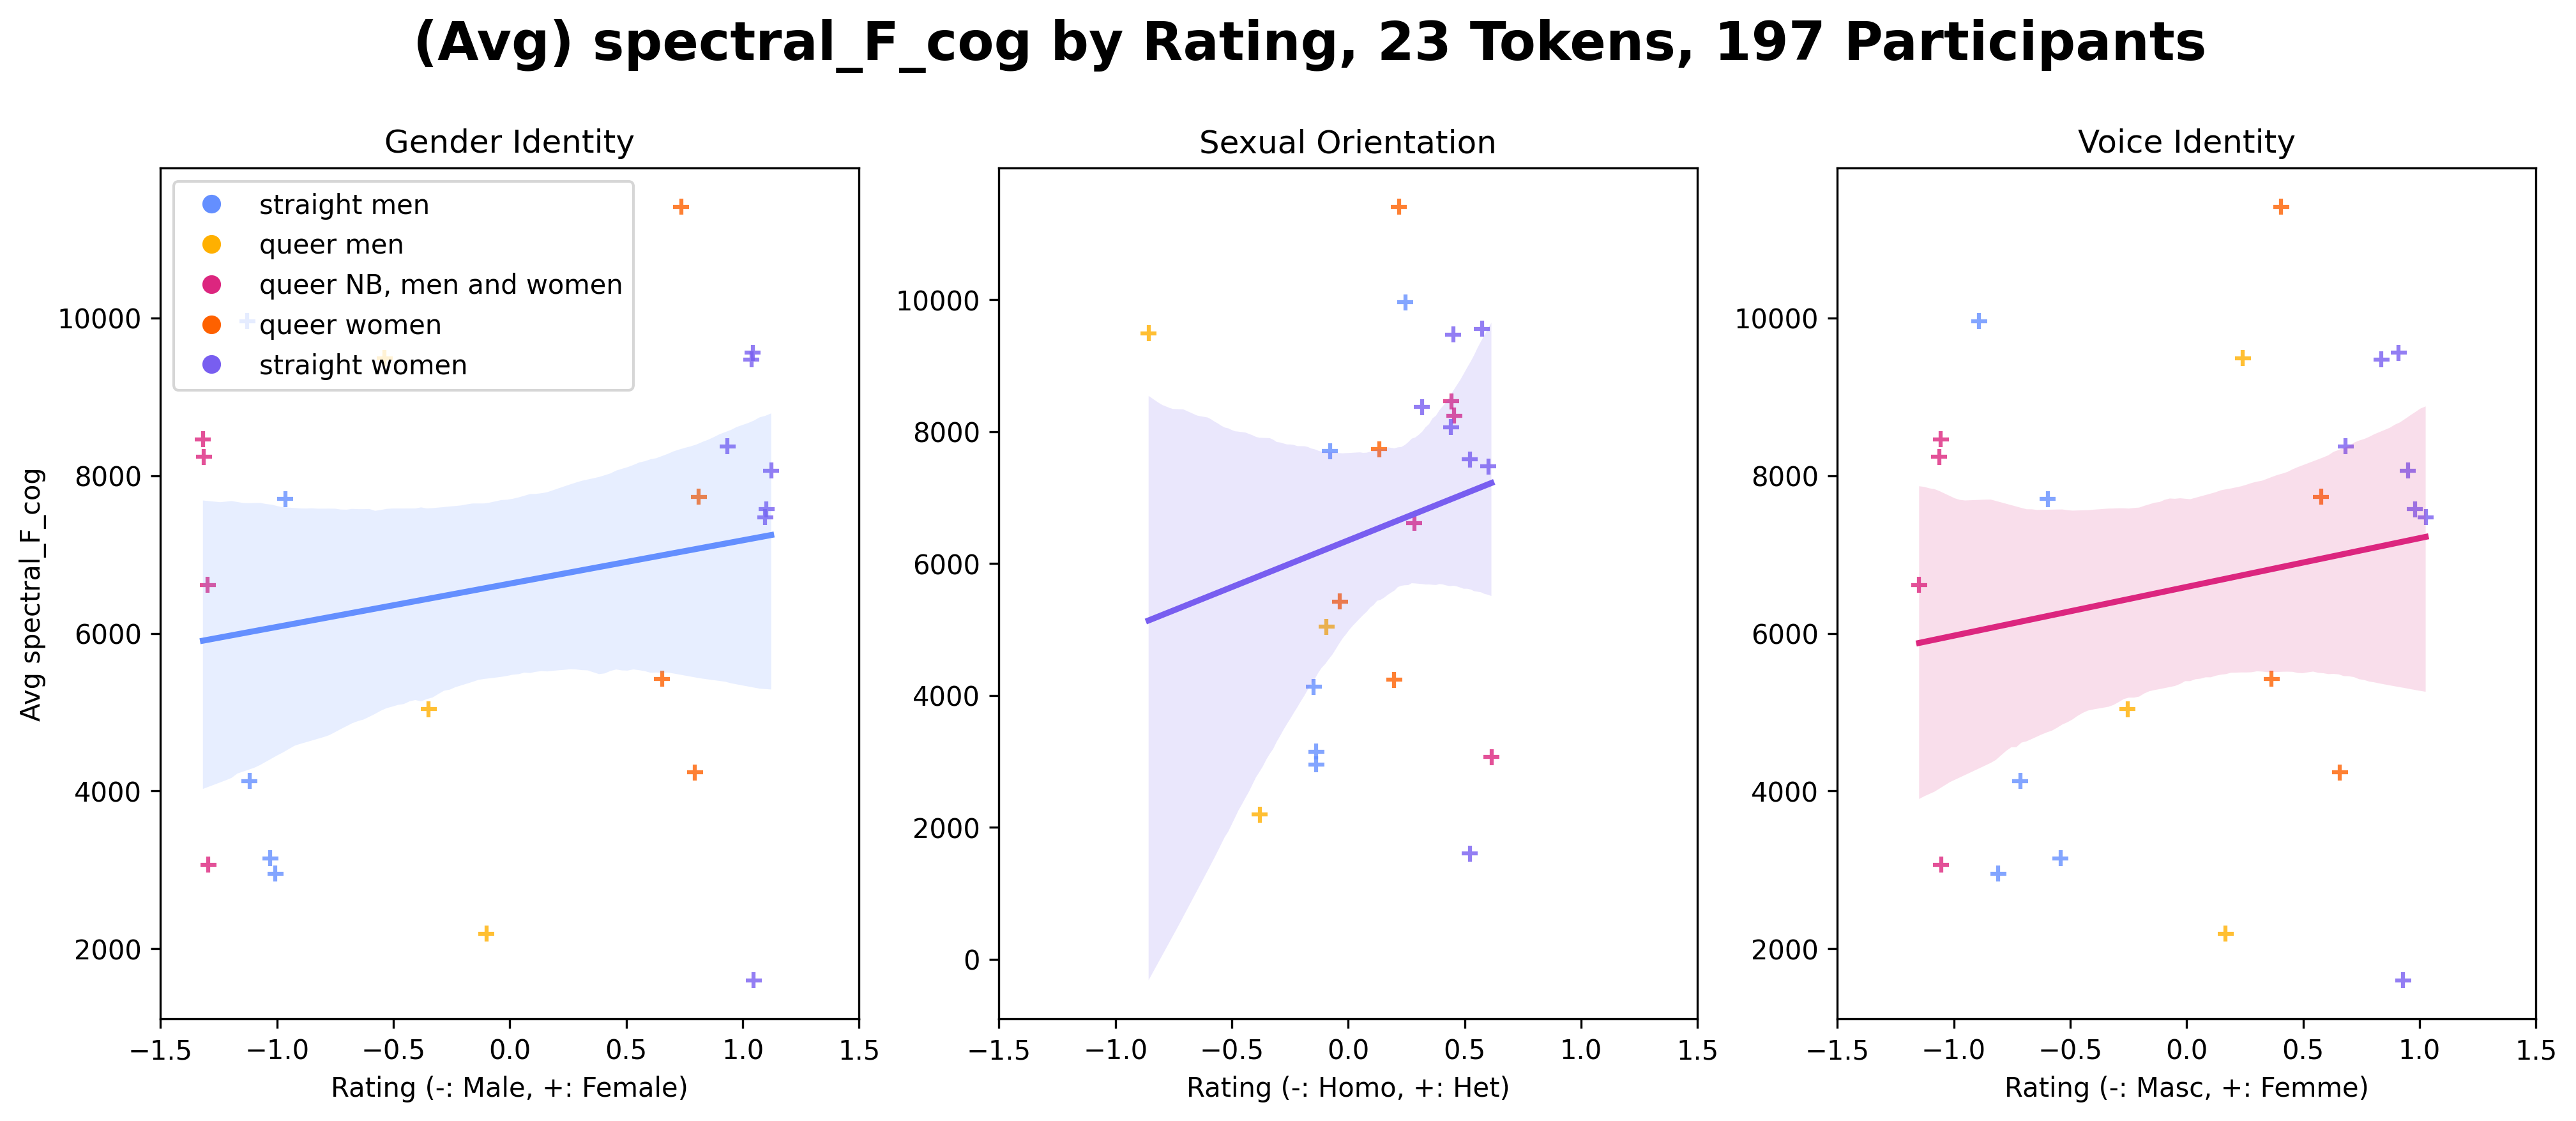 (Avg) spectral_F_cog by Rating, 23 Tokens, 197 Participants
Gender Identity
straight men
queer men
queer NB, men and women
queer women
straight women
Avg spectral_F_cog
10000
8000
6000
4000
2000
−1.5 −1.0 −0.5 0.0 0.5 1.0 1.5
Rating (-: Male, +: Female)
Sexual Orientation
10000
8000
6000
4000
2000
0
−1.5 −1.0 −0.5 0.0 0.5 1.0 1.5
Rating (-: Homo, +: Het)
Voice Identity
10000
8000
6000
4000
2000
−1.5 −1.0 −0.5 0.0 0.5 1.0 1.5
Rating (-: Masc, +: Femme)